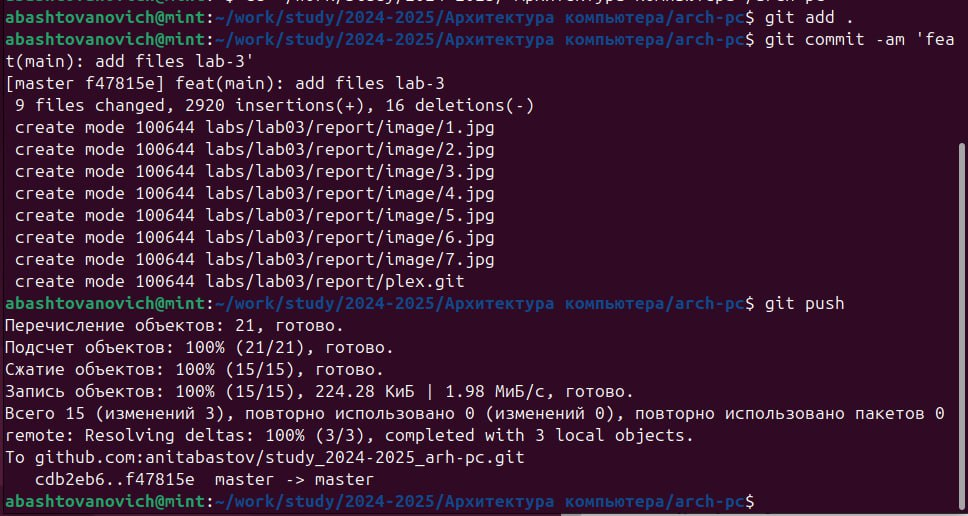 abashtovanovich@mint:~/work/study/2024-2025/Архитектура компьютера/arch-pc$ git add .
abashtovanovich@mint:~/work/study/2024-2025/Архитектура компьютера/arch-pc$ git commit -am 'fea
t(main): add files lab-3'
[master f47815e] feat(main): add files lab-3
 9 files changed, 2920 insertions(+), 16 deletions(-)
 create mode 100644 labs/lab03/report/image/1.jpg
 create mode 100644 labs/lab03/report/image/2.jpg
 create mode 100644 labs/lab03/report/image/3.jpg
 create mode 100644 labs/lab03/report/image/4.jpg
 create mode 100644 labs/lab03/report/image/5.jpg
 create mode 100644 labs/lab03/report/image/6.jpg
 create mode 100644 labs/lab03/report/image/7.jpg
 create mode 100644 labs/lab03/report/plex.git
abashtovanovich@mint:~/work/study/2024-2025/Архитектура компьютера/arch-pc$ git push
Перечисление объектов: 21, готово.
Подсчет объектов: 100% (21/21), готово.
Сжатие объектов: 100% (15/15), готово.
Запись объектов: 100% (15/15), 224.28 КиБ | 1.98 МиБ/с, готово.
Всего 15 (изменений 3), повторно использовано 0 (изменений 0), повторно использовано пакетов 0
remote: Resolving deltas: 100% (3/3), completed with 3 local objects.
To github.com:anitabastov/study_2024-2025_arh-pc.git
   cdb2eb6..f47815e  master -> master
abashtovanovich@mint:~/work/study/2024-2025/Архитектура компьютера/arch-pc$